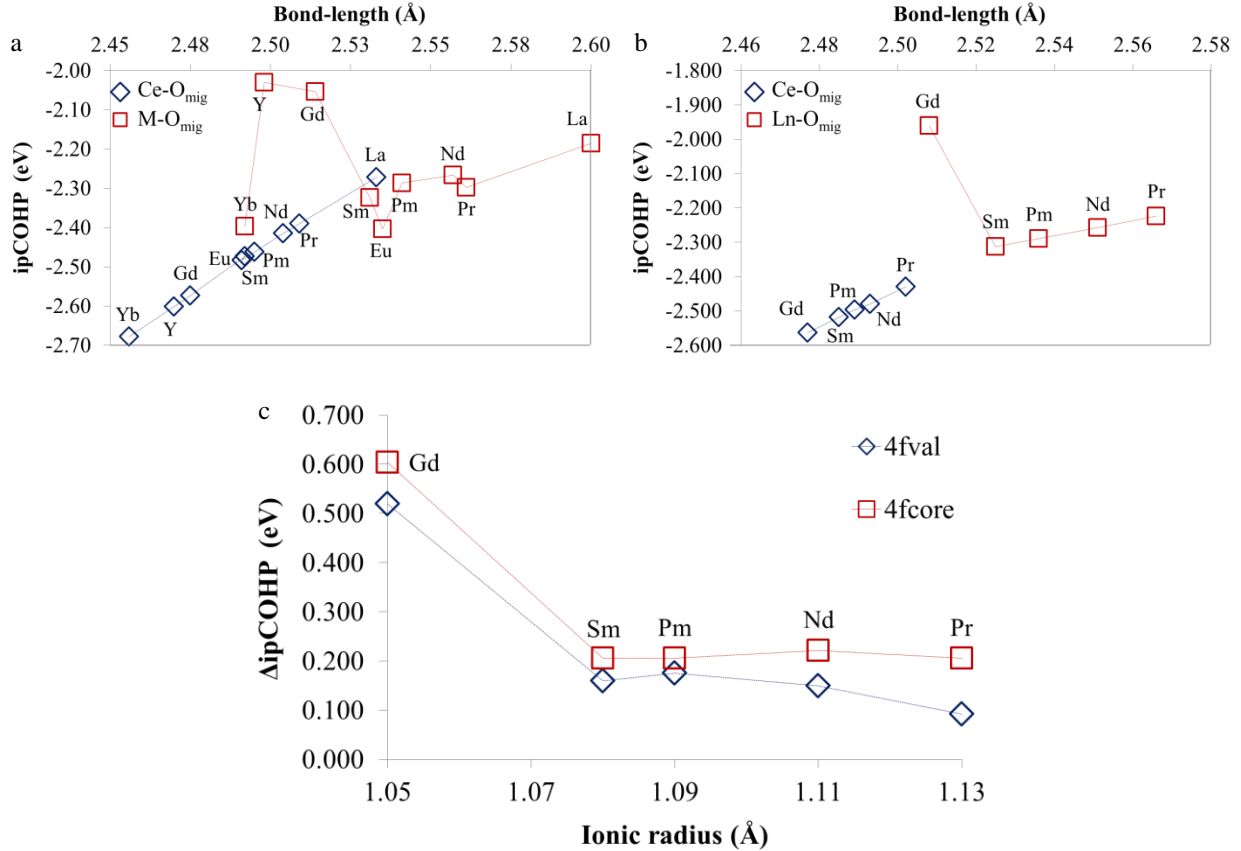 a
Bond-length (Å)
2.45 2.48 2.50 2.53 2.55 2.58 2.60
ipCOHP (eV)
-2.00
-2.10
-2.20
-2.30
-2.40
-2.50
-2.60
-2.70
Ce-Omig
M-Omig
Y
Gd
La
La
Nd
Yb
Nd
Sm
Pm
Pr
Pr
Eu
Eu
Pm
Sm
Gd
Yb
Y
b
Bond-length (Å)
2.46 2.48 2.50 2.52 2.54 2.56 2.58
ipCOHP (eV)
-1.800
-1.900
-2.000
-2.100
-2.200
-2.300
-2.400
-2.500
-2.600
Ce-Omig
Ln-Omig
Gd
Pr
Nd
Pm
Sm
Pr
Pm
Gd
Nd
Sm
c
ΔipCOHP (eV)
0.700
0.600
0.500
0.400
0.300
0.200
0.100
0.000
4fval
4fcore
Gd
Sm
Pm
Nd
Pr
1.05 1.07 1.09 1.11 1.13
Ionic radius (Å)